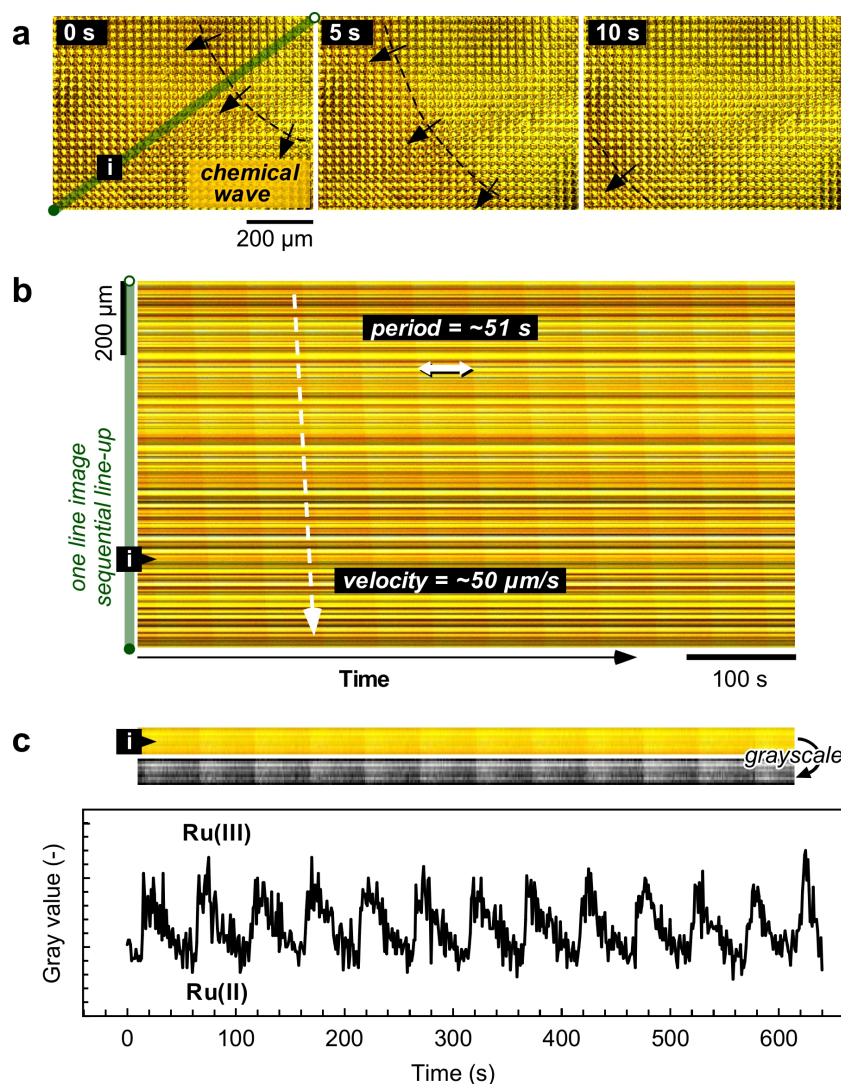 a
0 s
5 s
10 s
i
chemical
wave
200 µm
b
200 µm
period = ~51 s
one line image
sequential line-up
i
velocity = ~50 µm/s
Time
100 s
c
i
grayscale
Ru(III)
Gray value (-)
Ru(II)
0 100 200 300 400 500 600
Time (s)